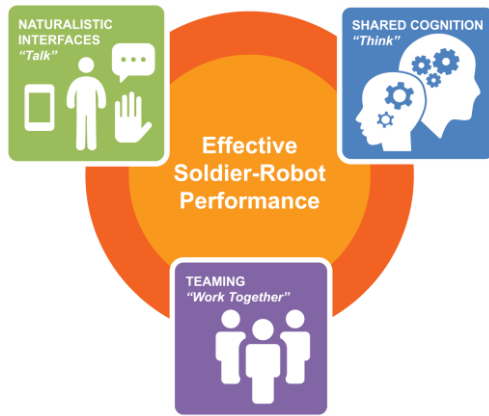 NATURALISTIC
INTERFACES
“Talk”
SHARED COGNITION
“Think”
Effective
Soldier-Robot
Performance
TEAMING
“Work Together”